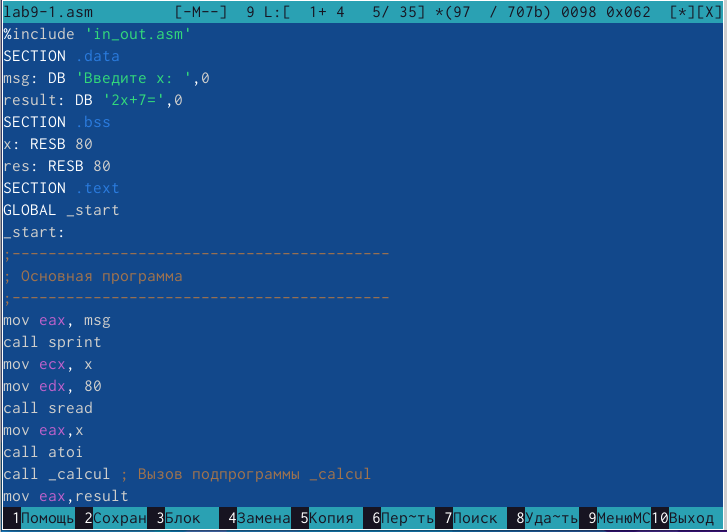 lab9-1.asm [-M--] 9 L:[ 1+ 4 5/ 35] *(97 / 707b) 0098 0x062 [*][X]
%include 'in_out.asm'
SECTION .data
msg: DB 'Введите x: ',0
result: DB '2x+7=',0
SECTION .bss
x: RESB 80
res: RESB 80
SECTION .text
GLOBAL _start
_start:
;------------------------------------------
; Основная программа
;------------------------------------------
mov eax, msg
call sprint
mov ecx, x
mov edx, 80
call sread
mov eax,x
call atoi
call _calcul ; Вызов подпрограммы _calcul
mov eax,result
1Помощь 2Сохран 3Блок 4Замена 5Копия 6Пер~ть 7Поиск 8Уда~ть 9МенюMC 10Выход